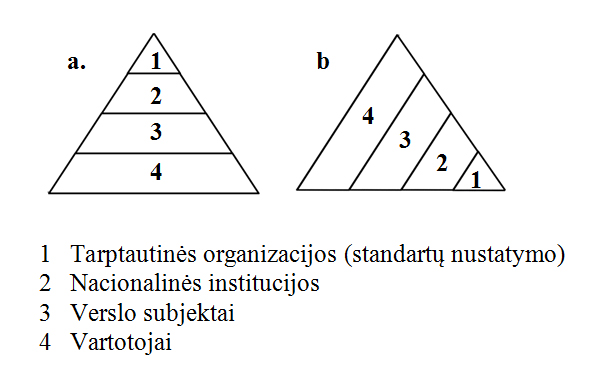 a.
1
2
3
4
b
4
3
2
1
1 Tarptautinės organizacijos (standartų nustatymo)
2 Nacionalinės institucijos
3 Verslo subjektai
4 Vartotojai